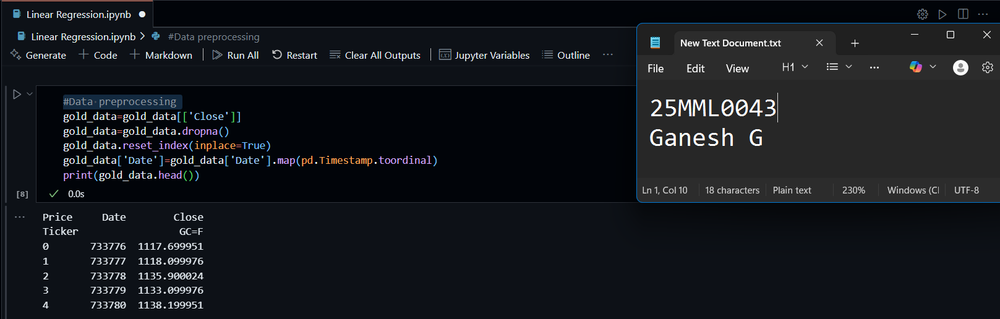 Linear Regression.ipynb
Linear Regression.ipynb > #Data preprocessing
Generate + Code + Markdown | Run All Restart Clear All Outputs | Jupyter Variables Outline ...
#Data preprocessing
gold_data=gold_data[['Close']]
gold_data=gold_data.dropna()
gold_data.reset_index(inplace=True)
gold_data['Date']=gold_data['Date'].map(pd.Timestamp.toordinal)
print(gold_data.head())
[8] 0.0s
Price Date Close
Ticker GC=F
0 733776 1117.699951
1 733777 1118.099976
2 733778 1135.900024
3 733779 1133.099976
4 733780 1138.199951
New Text Document.txt
File Edit View H1
25MML0043
Ganesh G
Ln 1, Col 10 18 characters Plain text 230% Windows (Cl UTF-8